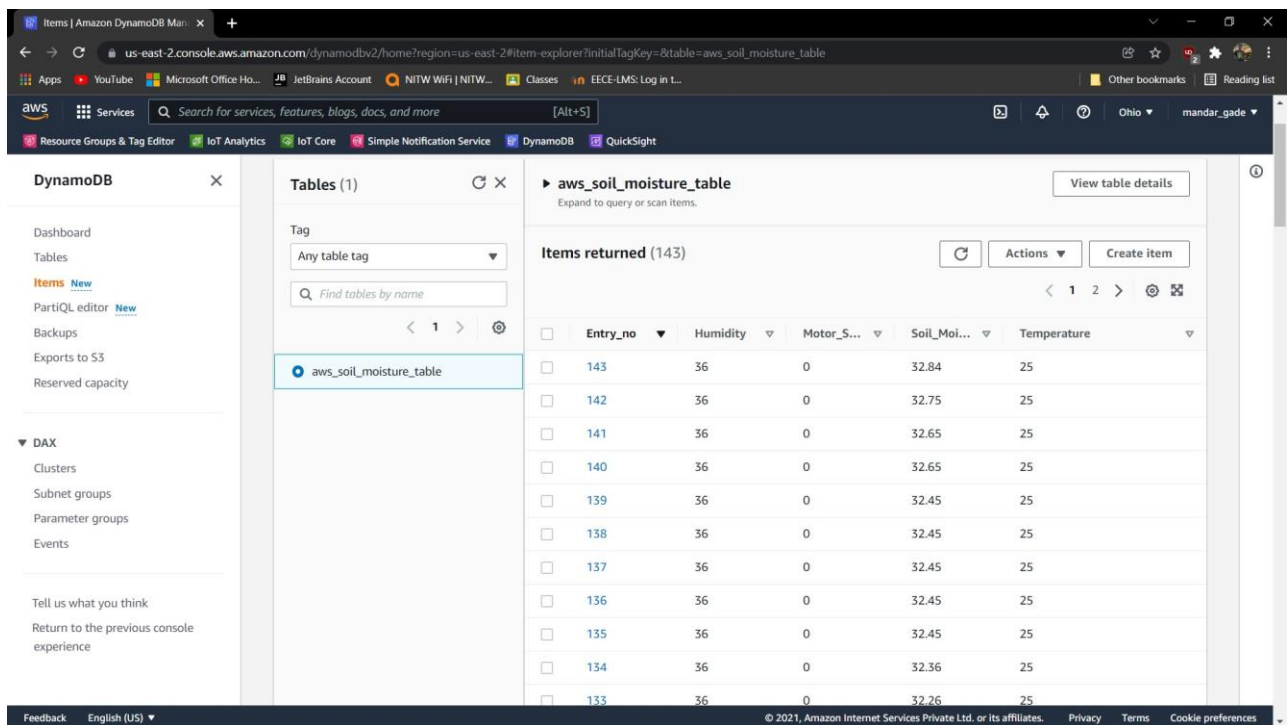 Items | Amazon DynamoDB Man
us-east-2.console.aws.amazon.com/dynamodbv2/home?region=us-east-2#item-explorer?initialTagKey=&table=aws_soil_moisture_table
Apps YouTube Microsoft Office Ho... JetBrains Account NITW WiFi | NITW... Classes EECE-LMS: Log in t... Other bookmarks Reading list
aws Services Search for services, features, blogs, docs, and more [Alt+S] Ohio mandar_gade
Resource Groups & Tag Editor IoT Analytics IoT Core Simple Notification Service DynamoDB QuickSight
DynamoDB
Dashboard
Tables
Items New
PartiQL editor New
Backups
Exports to S3
Reserved capacity
DAX
Clusters
Subnet groups
Parameter groups
Events
Tell us what you think
Return to the previous console
experience
Tables (1)
Tag
Any table tag
Find tables by name
1
aws_soil_moisture_table
aws_soil_moisture_table View table details
Expand to query or scan items.
Items returned (143) Actions Create item
1 2
Entry_no Humidity Motor_S... Soil_Moi... Temperature
143 36 0 32.84 25
142 36 0 32.75 25
141 36 0 32.65 25
140 36 0 32.65 25
139 36 0 32.45 25
138 36 0 32.45 25
137 36 0 32.45 25
136 36 0 32.45 25
135 36 0 32.45 25
134 36 0 32.36 25
133 36 0 32.26 25
Feedback English (US) © 2021, Amazon Internet Services Private Ltd. or its affiliates. Privacy Terms Cookie preferences